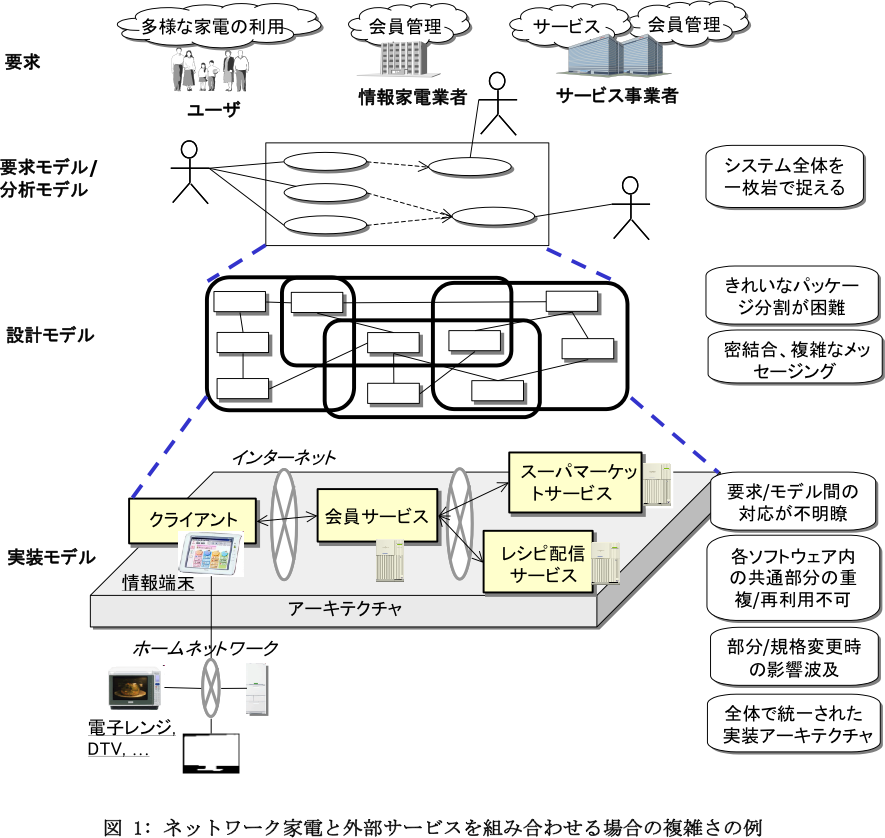 多様な家電の利用
会員管理
サービス
会員管理
要求
ユーザ
情報家電業者
サービス事業者
要求モデル/
分析モデル
システム全体を
一枚岩で捉える
設計モデル
きれいなパッケー
ジ分割が困難
密結合、複雑なメッ
セージング
インターネット
クライアント
会員サービス
スーパマーケッ
トサービス
レシピ配信
サービス
実装モデル
情報端末
アーキテクチャ
要求/モデル間の
対応が不明瞭
各ソフトウェア内
の共通部分の重
複/再利用不可
ホームネットワーク
部分/規格変更時
の影響波及
電子レンジ,
DTV, ...
全体で統一された
実装アーキテクチャ
図 1: ネットワーク家電と外部サービスを組み合わせる場合の複雑さの例